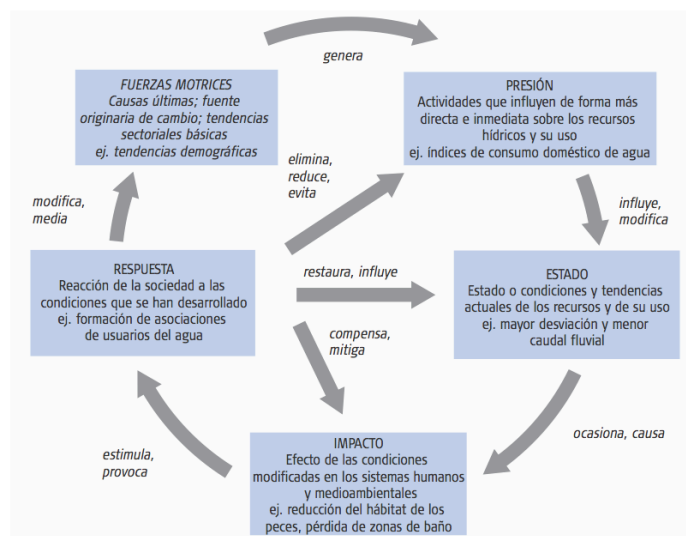 genera
FUERZAS MOTRICES
Causas últimas; fuente
originaria de cambio; tendencias
sectoriales básicas
ej. tendencias demográficas
PRESIÓN
Actividades que influyen de forma más
directa e inmediata sobre los recursos
hídricos y su uso
ej. índices de consumo doméstico de agua
elimina,
reduce,
evita
modifica,
media
influye,
modifica
RESPUESTA
Reacción de la sociedad a las
condiciones que se han desarrollado
ej. formación de asociaciones
de usuarios del agua
restaura, influye
ESTADO
Estado o condiciones y tendencias
actuales de los recursos y de su uso
ej. mayor desviación y menor
caudal fluvial
compensa,
mitiga
estimula,
provoca
ocasiona, causa
IMPACTO
Efecto de las condiciones
modificadas en los sistemas humanos
y medioambientales
ej. reducción del hábitat de los
peces, pérdida de zonas de baño